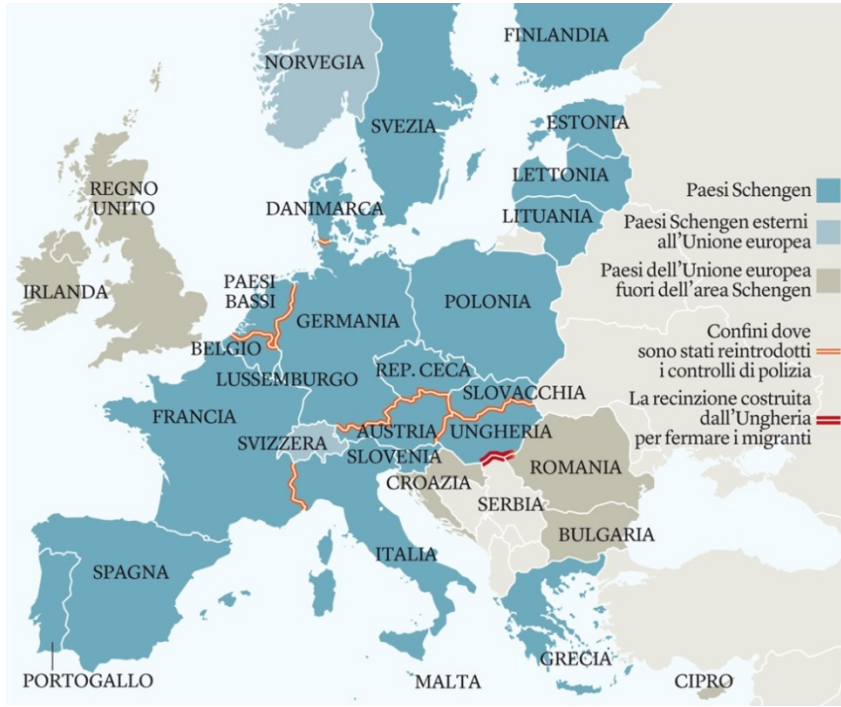 FINLANDIA
NORVEGIA
SVEZIA
ESTONIA
LETTONIA
LITUANIA
REGNO
UNITO
DANIMARCA
IRLANDA
PAESI
BASSI
POLONIA
GERMANIA
BELGIO
REP. CECA
LUSSEMBURGO
SLOVACCHIA
FRANCIA
AUSTRIA
UNGHERIA
SVIZZERA
SLOVENIA
ROMANIA
CROAZIA
SERBIA
BULGARIA
ITALIA
SPAGNA
GRECIA
PORTOGALLO
MALTA
CIPRO
Paesi Schengen
Paesi Schengen esterni
all'Unione europea
Paesi dell'Unione europea
fuori dell'area Schengen
Confini dove
sono stati reintrodotti
i controlli di polizia
La recinzione costruita
dall'Ungheria
per fermare i migranti